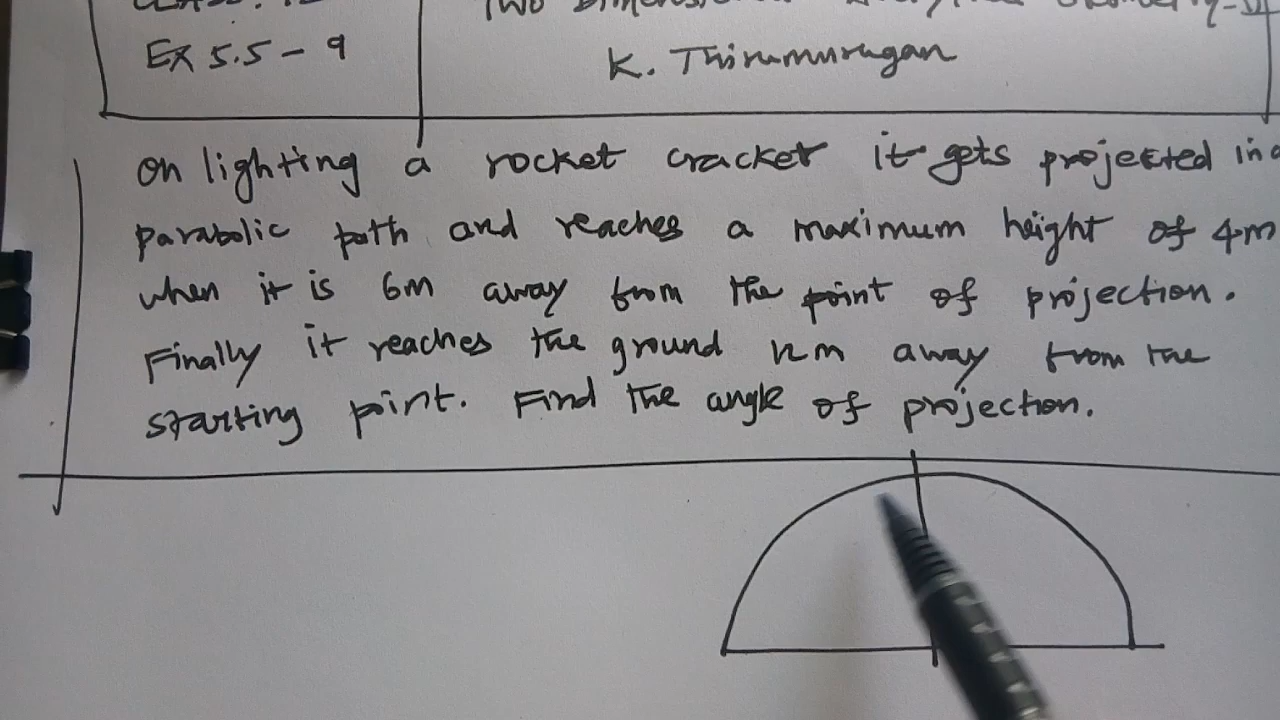 Ex 5.5 - 9
K. Thirumurugan
On lighting a rocket cracket it gets projected in a
parabolic path and reaches a maximum height of 4m
when it is 6m away from the point of projection.
Finally it reaches the ground 12m away from the
starting point. Find the angle of projection.